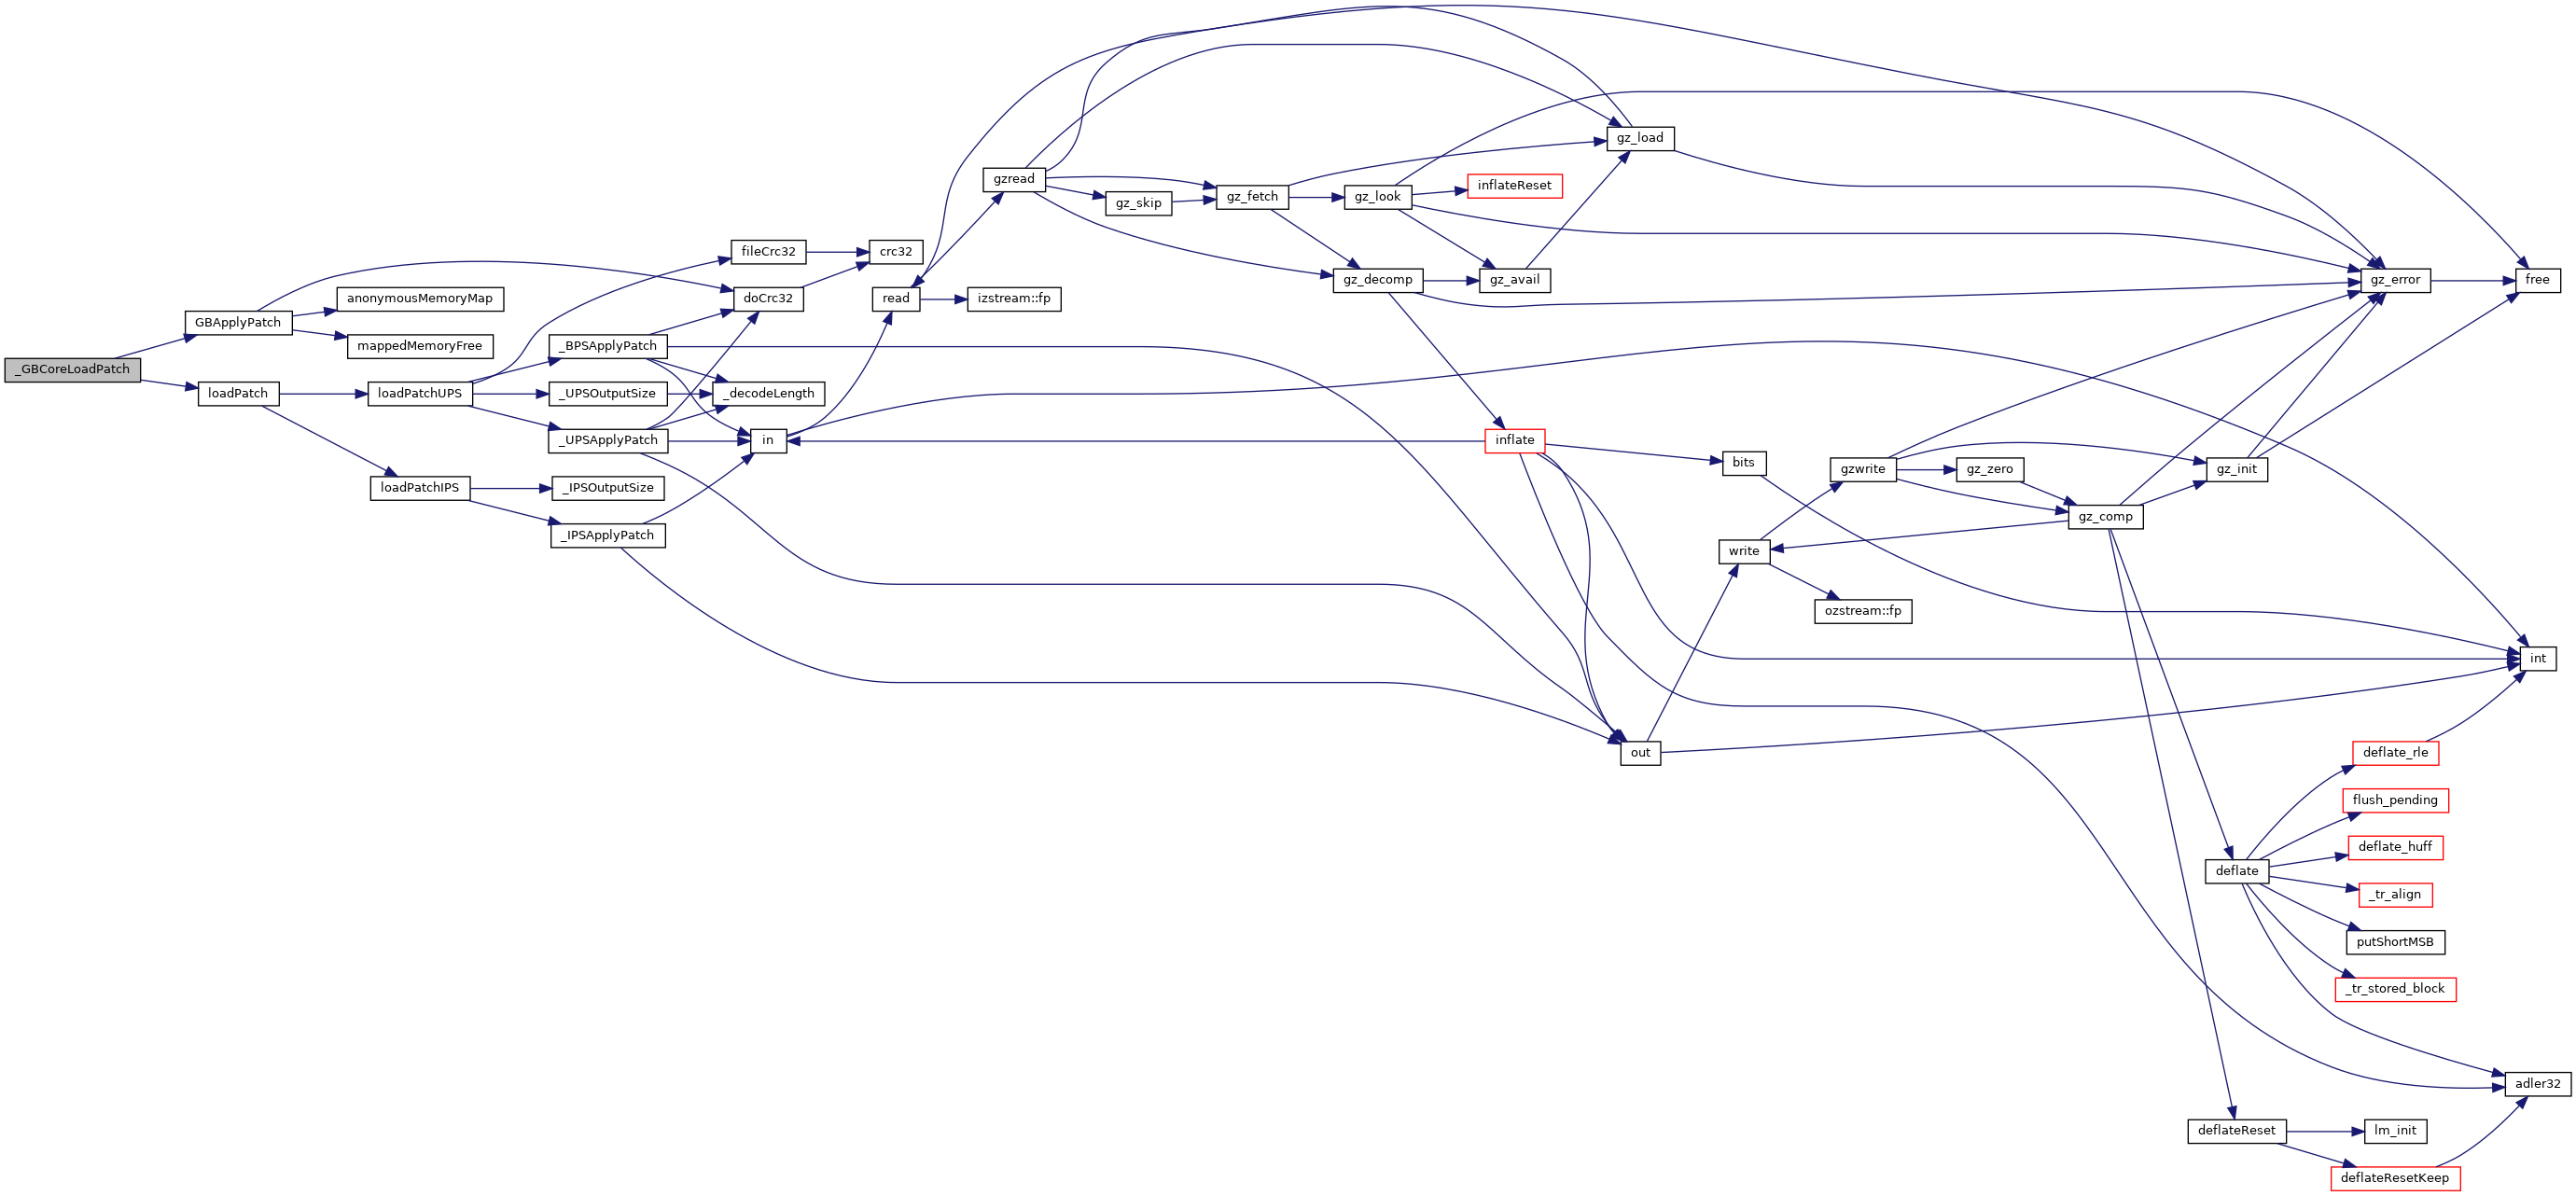 _GBCoreLoadPatch
GBApplyPatch
loadPatch
anonymousMemoryMap
mappedMemoryFree
loadPatchUPS
loadPatchIPS
fileCrc32
_BPSApplyPatch
_UPSOutputSize
_UPSApplyPatch
_IPSOutputSize
_IPSApplyPatch
doCrc32
_decodeLength
in
crc32
read
izstream::fp
gzread
gz_skip
gz_fetch
gz_look
gz_decomp
inflateReset
gz_avail
gz_load
inflate
bits
out
write
gzwrite
ozstream::fp
gz_zero
gz_comp
gz_init
gz_error
free
int
deflate
deflate_rle
flush_pending
deflate_huff
_tr_align
putShortMSB
_tr_stored_block
adler32
deflateReset
lm_init
deflateResetKeep